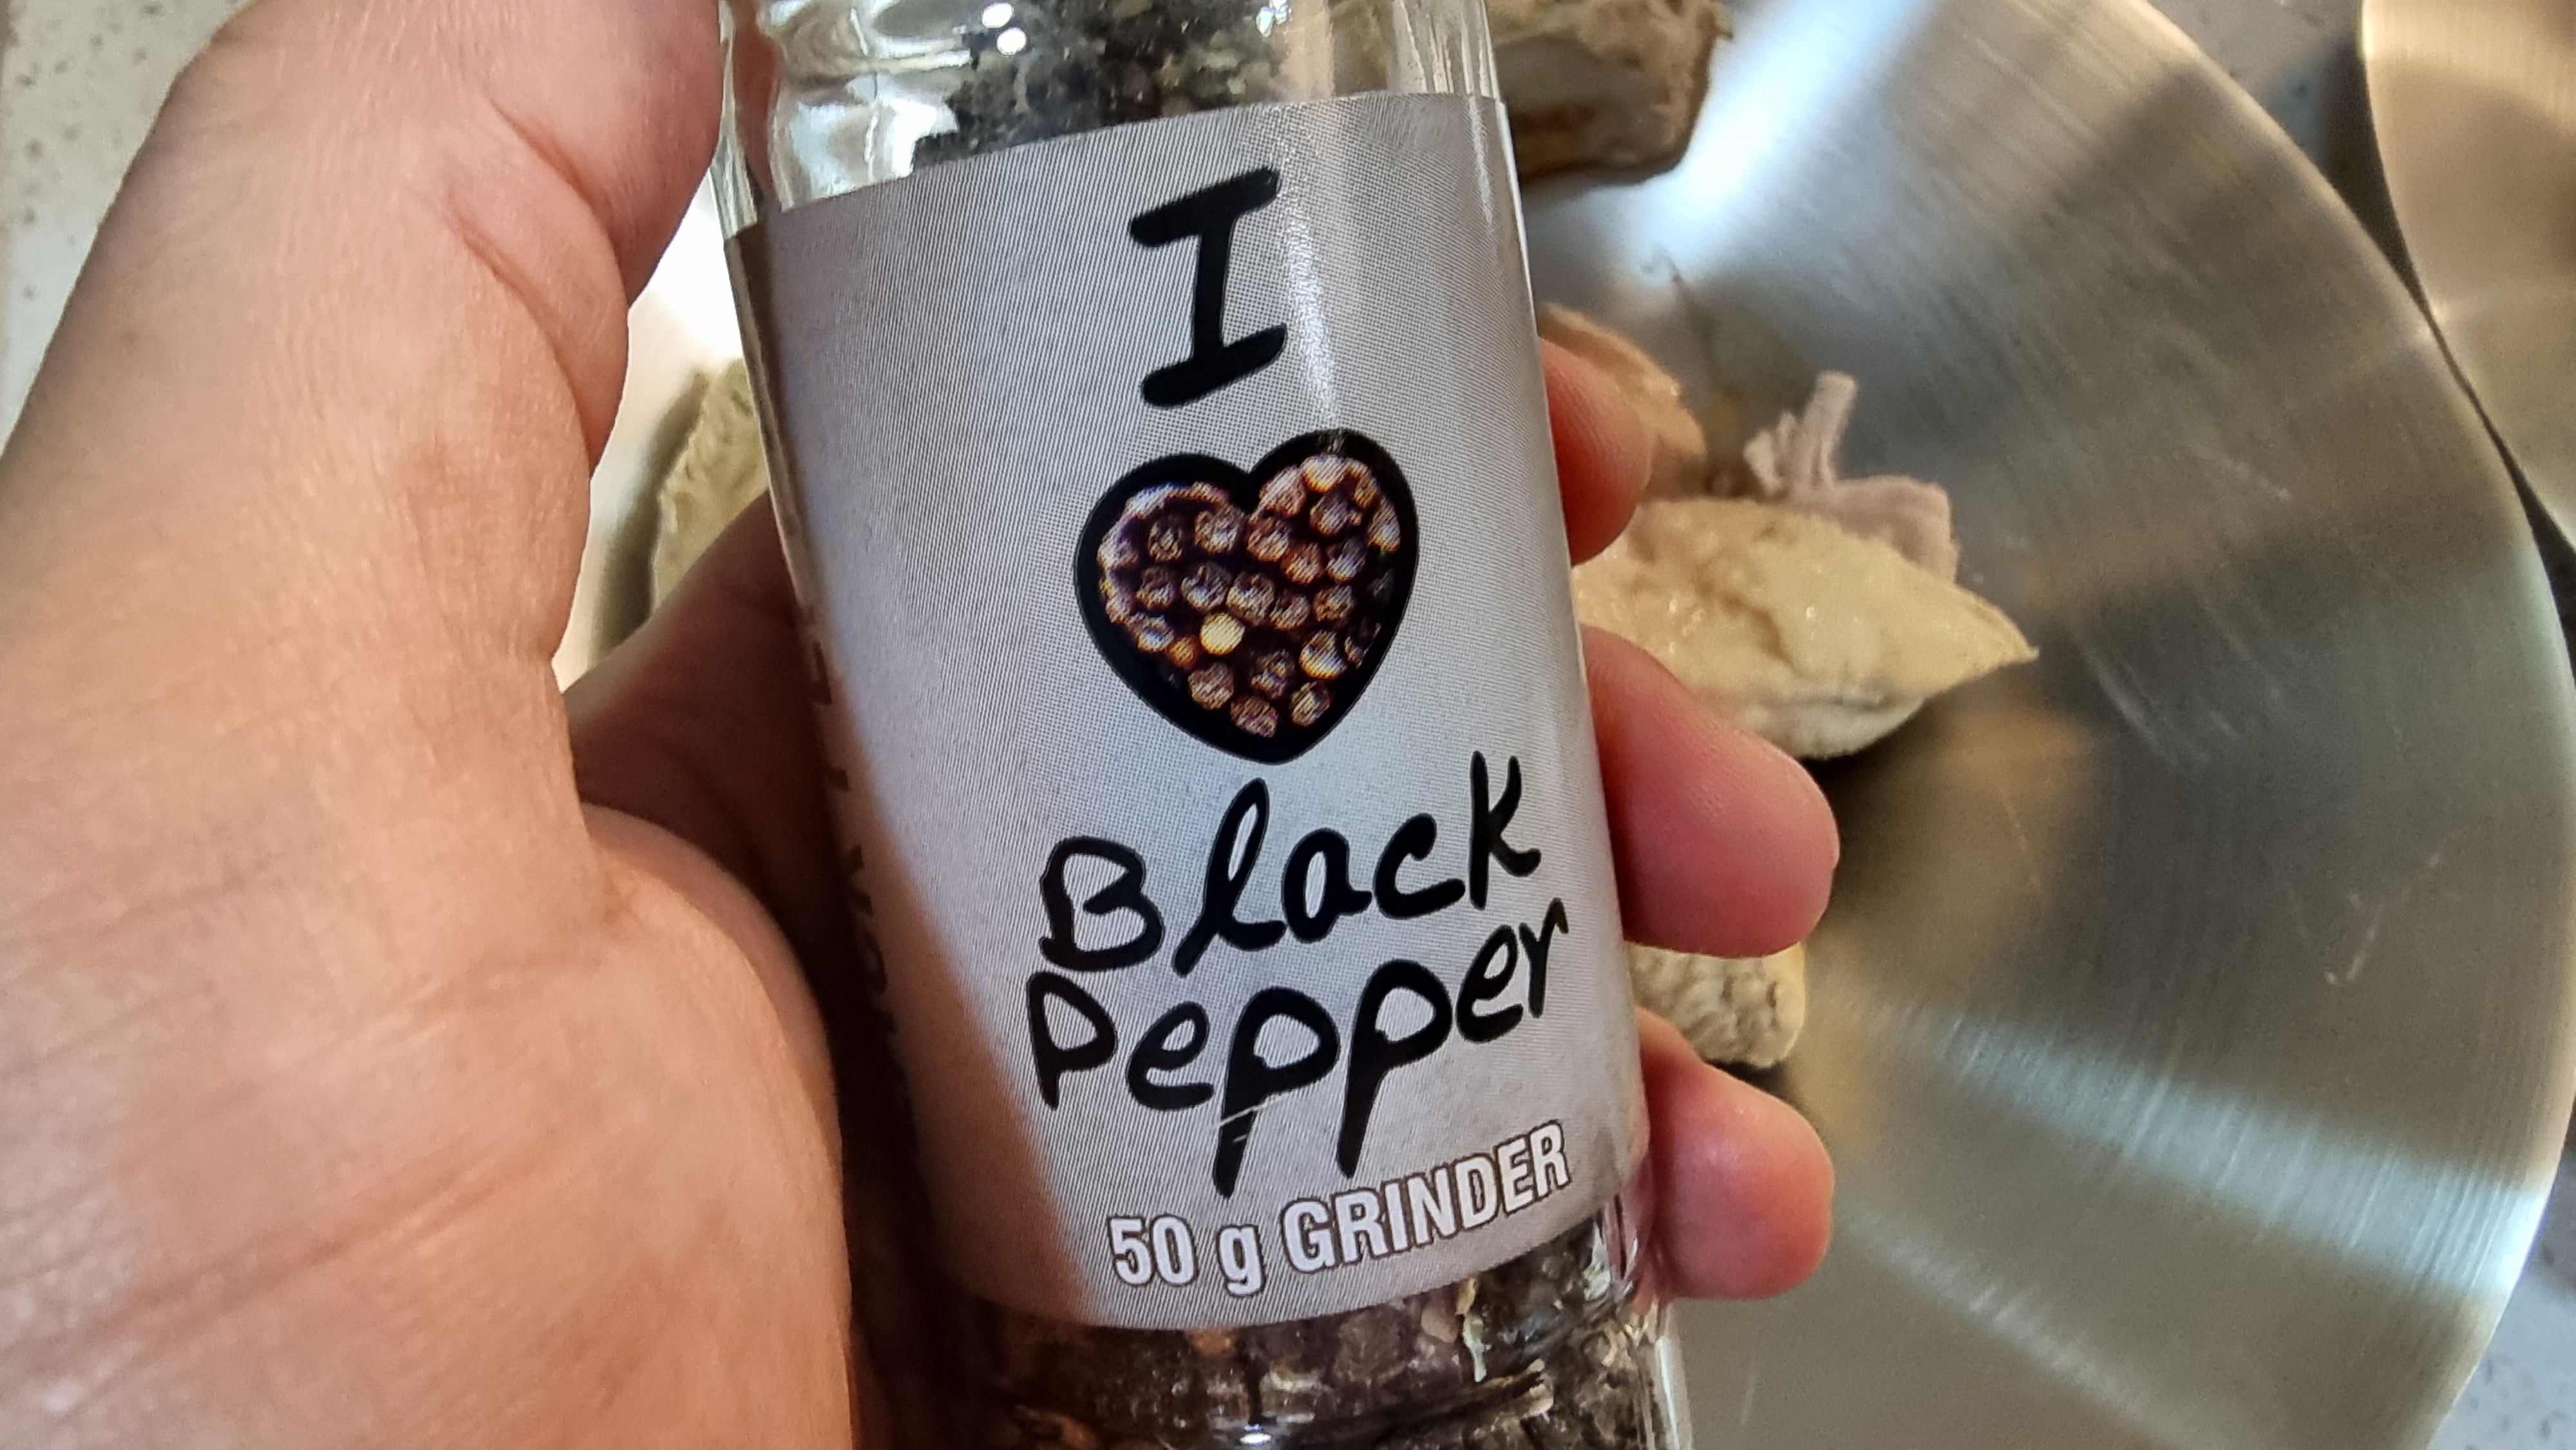 I
Black
Pepper
50 g GRINDER